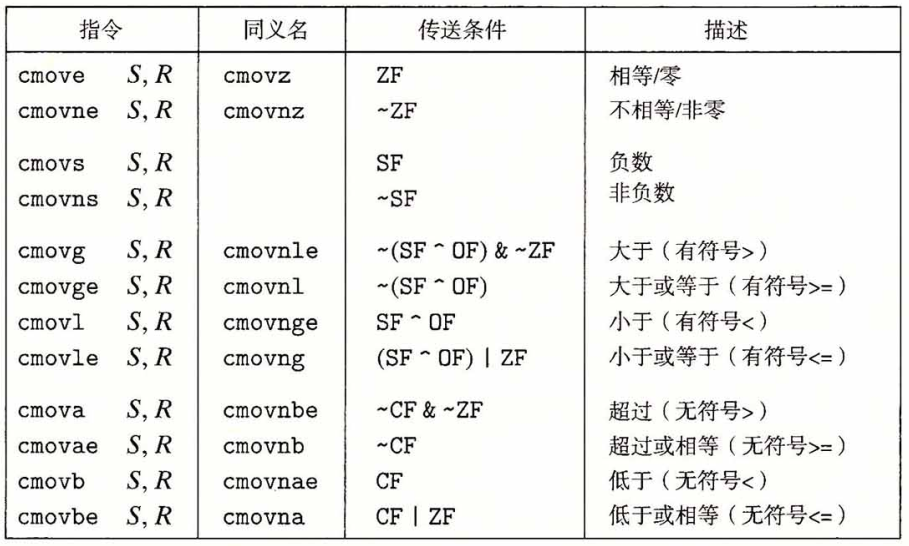 指令 同义名 传送条件 描述
cmove S, R cmovz ZF 相等/零
cmovne S, R cmovnz ~ZF 不相等/非零
cmovs S, R SF 负数
cmovns S, R ~SF 非负数
cmovg S, R cmovnle ~(SF ^ OF) & ~ZF 大于（有符号>）
cmovge S, R cmovnl ~(SF ^ OF) 大于或等于（有符号>=）
cmovl S, R cmovnge SF ^ OF 小于（有符号<）
cmovle S, R cmovng (SF ^ OF) | ZF 小于或等于（有符号<=）
cmova S, R cmovnbe ~CF & ~ZF 超过（无符号>）
cmovae S, R cmovnb ~CF 超过或相等（无符号>=）
cmovb S, R cmovnae CF 低于（无符号<）
cmovbe S, R cmovna CF | ZF 低于或相等（无符号<=）